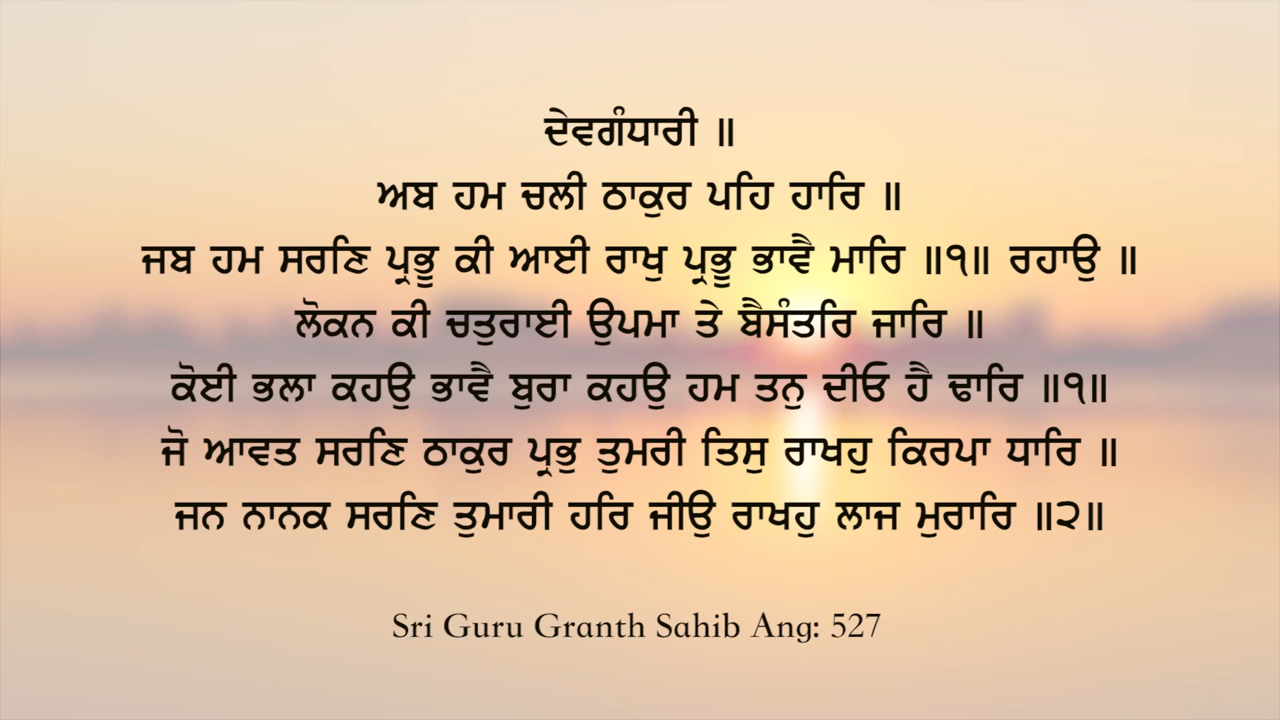 ਦੇਵਗੰਧਾਰੀ ॥
ਅਬ ਹਮ ਚਲੀ ਠਾਕੁਰ ਪਹਿ ਹਾਰਿ ॥
ਜਬ ਹਮ ਸਰਣਿ ਪ੍ਰਭੂ ਕੀ ਆਈ ਰਾਖੁ ਪ੍ਰਭੂ ਭਾਵੈ ਮਾਰਿ ॥੧॥ ਰਹਾਉ ॥
ਲੋਕਨ ਕੀ ਚਤੁਰਾਈ ਉਪਮਾ ਤੇ ਬੈਸੰਤਰਿ ਜਾਰਿ ॥
ਕੋਈ ਭਲਾ ਕਹਉ ਭਾਵੈ ਬੁਰਾ ਕਹਉ ਹਮ ਤਨੁ ਦੀਓ ਹੈ ਢਾਰਿ ॥੧॥
ਜੋ ਆਵਤ ਸਰਣਿ ਠਾਕੁਰ ਪ੍ਰਭੁ ਤੁਮਰੀ ਤਿਸੁ ਰਾਖਹੁ ਕਿਰਪਾ ਧਾਰਿ ॥
ਜਨ ਨਾਨਕ ਸਰਣਿ ਤੁਮਾਰੀ ਹਰਿ ਜੀਉ ਰਾਖਹੁ ਲਾਜ ਮੁਰਾਰਿ ॥੨॥
Sri Guru Granth Sahib Ang: 527